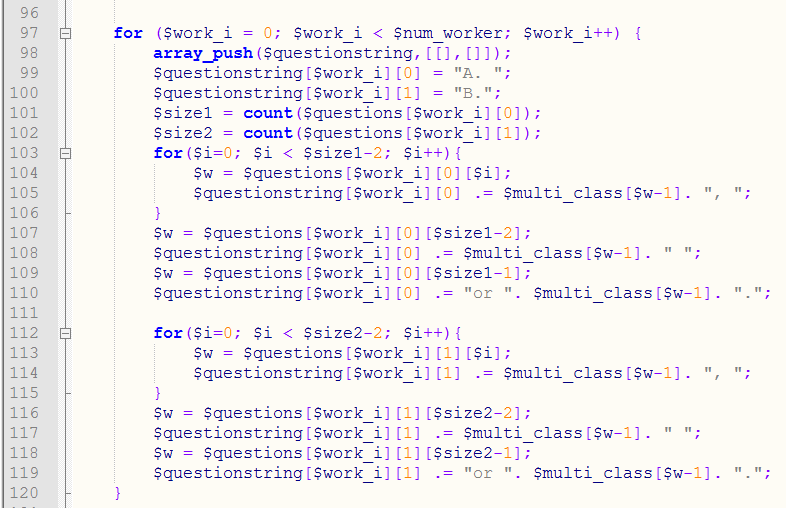 96
97 for ($work_i = 0; $work_i < $num_worker; $work_i++) {
98 array_push($questionstring,[[],[]]);
99 $questionstring[$work_i][0] = "A. ";
100 $questionstring[$work_i][1] = "B.";
101 $size1 = count($questions[$work_i][0]);
102 $size2 = count($questions[$work_i][1]);
103 for($i=0; $i < $size1-2; $i++){
104 $w = $questions[$work_i][0][$i];
105 $questionstring[$work_i][0] .= $multi_class[$w-1]. ", ";
106 }
107 $w = $questions[$work_i][0][$size1-2];
108 $questionstring[$work_i][0] .= $multi_class[$w-1]. " ";
109 $w = $questions[$work_i][0][$size1-1];
110 $questionstring[$work_i][0] .= "or ". $multi_class[$w-1]. ".";
111
112 for($i=0; $i < $size2-2; $i++){
113 $w = $questions[$work_i][1][$i];
114 $questionstring[$work_i][1] .= $multi_class[$w-1]. ", ";
115 }
116 $w = $questions[$work_i][1][$size2-2];
117 $questionstring[$work_i][1] .= $multi_class[$w-1]. " ";
118 $w = $questions[$work_i][1][$size2-1];
119 $questionstring[$work_i][1] .= "or ". $multi_class[$w-1]. ".";
120 }